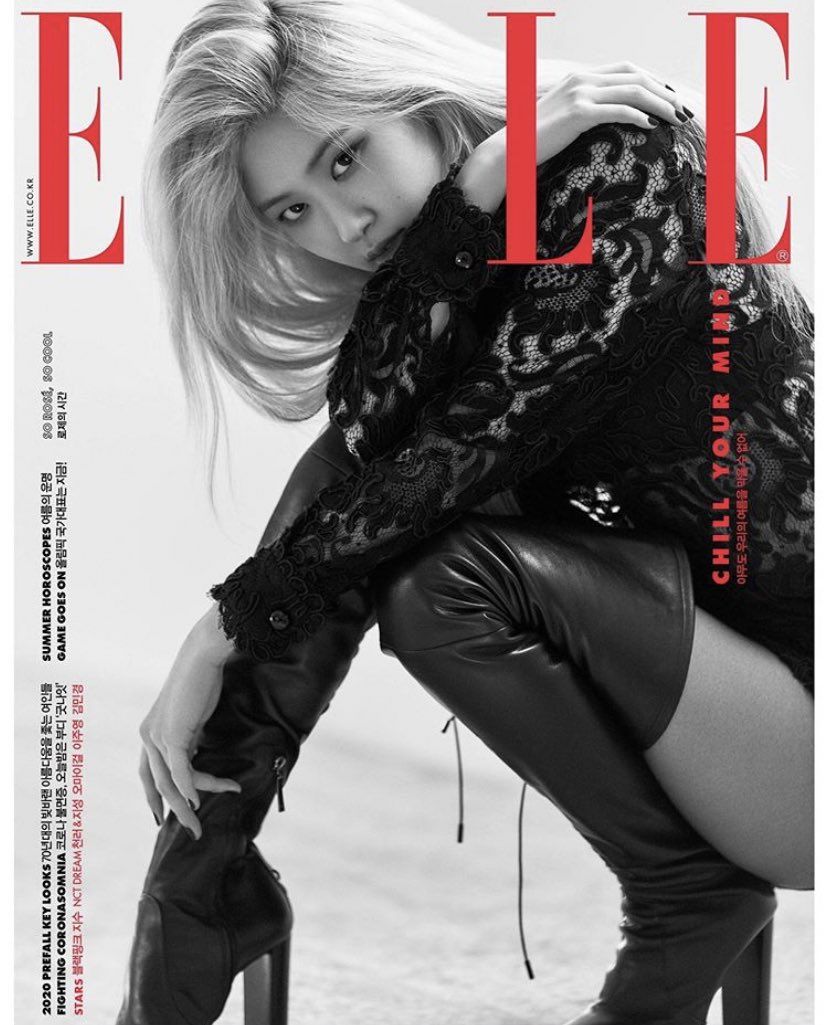 ELLE
®
WWW.ELLE.CO.KR
SO ROSÉ, SO COOL
로제의 시간
SUMMER HOROSCOPES 여름의 운명
GAME GOES ON 올림픽 국가대표는 지금!
2020 PREFALL KEY LOOKS 70년대의 빛바랜 아름다움을 좇는 여인들
FIGHTING CORONASOMNIA 코로나 불면증, 오늘밤은 부디 ‘굿나잇’
STARS 블랙핑크 지수 NCT DREAM 천러&지성 오마이걸 이주영 김민경
CHILL YOUR MIND
아무도 우리의 여름을 막을 수 없어